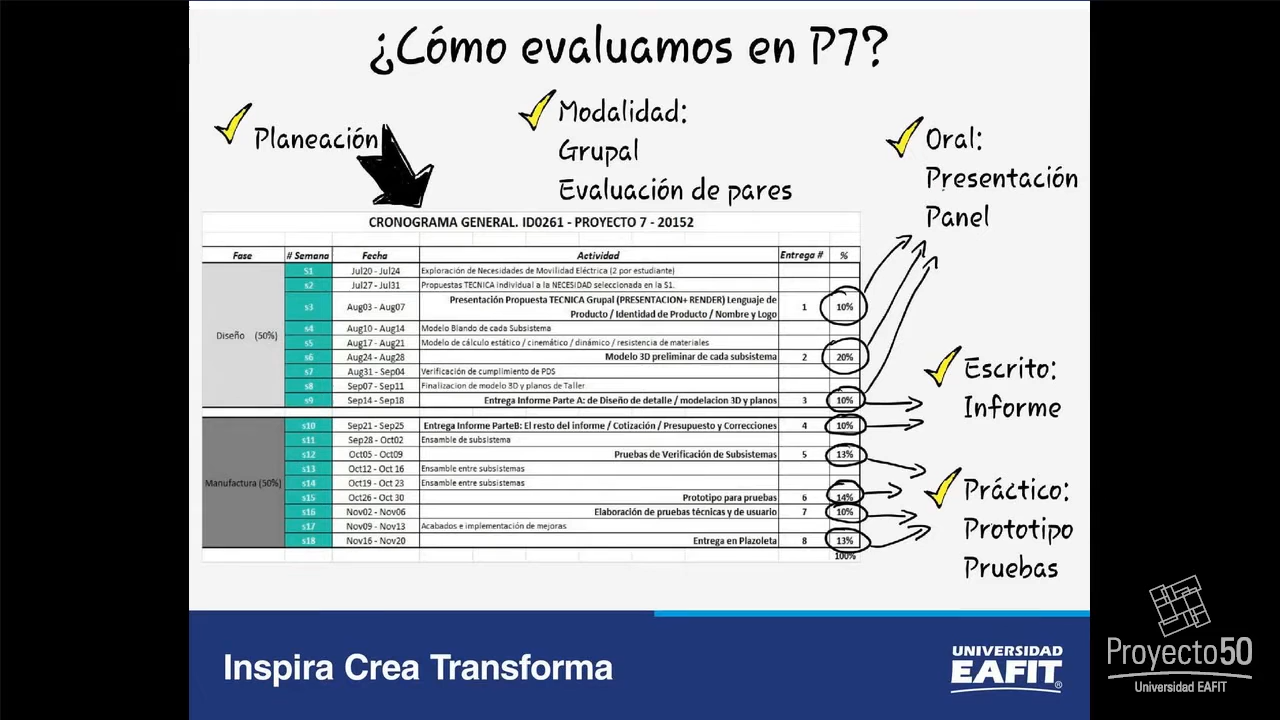 ¿Cómo evaluamos en P7?
Planeación
Modalidad:
Grupal
Evaluación de pares
Oral:
Presentación
Panel
CRONOGRAMA GENERAL. ID0261 - PROYECTO 7 - 20152
Fase # Semana Fecha Actividad Entrega # %
Diseño (50%)
S1 Jul20 - Jul24 Exploración de Necesidades de Movilidad Eléctrica (2 por estudiante)
s2 Jul27 - Jul31 Propuestas TECNICA individual a la NECESIDAD seleccionada en la S1.
s3 Aug03 - Aug07 Presentación Propuesta TECNICA Grupal (PRESENTACION+ RENDER) Lenguaje de
Producto / Identidad de Producto / Nombre y Logo 1 10%
s4 Aug10 - Aug14 Modelo Blando de cada Subsistema
s5 Aug17 - Aug21 Modelo de cálculo estático / cinemático / dinámico / resistencia de materiales
s6 Aug24 - Aug28 Modelo 3D preliminar de cada subsistema 2 20%
s7 Aug31 - Sep04 Verificación de cumplimiento de PDS
s8 Sep07 - Sep11 Finalizacion de modelo 3D y planos de Taller
s9 Sep14 - Sep18 Entrega Informe Parte A: de Diseño de detalle / modelacion 3D y planos 3 10%
Manufactura (50%)
s10 Sep21 - Sep25 Entrega Informe ParteB: El resto del informe / Cotización / Presupuesto y Correcciones 4 10%
s11 Sep28 - Oct02 Ensamble de subsistema
s12 Oct05 - Oct09 Pruebas de Verificación de Subsistemas 5 13%
s13 Oct12 - Oct 16 Ensamble entre subsistemas
s14 Oct19 - Oct 23 Ensamble entre subsistemas
s15 Oct26 - Oct 30 Prototipo para pruebas 6 14%
s16 Nov02 - Nov06 Elaboración de pruebas técnicas y de usuario 7 10%
s17 Nov09 - Nov13 Acabados e implementación de mejoras
s18 Nov16 - Nov20 Entrega en Plazoleta 8 13%
100%
Escrito:
Informe
Práctico:
Prototipo
Pruebas
Inspira Crea Transforma
UNIVERSIDAD
EAFIT®
Proyecto50
Universidad EAFIT